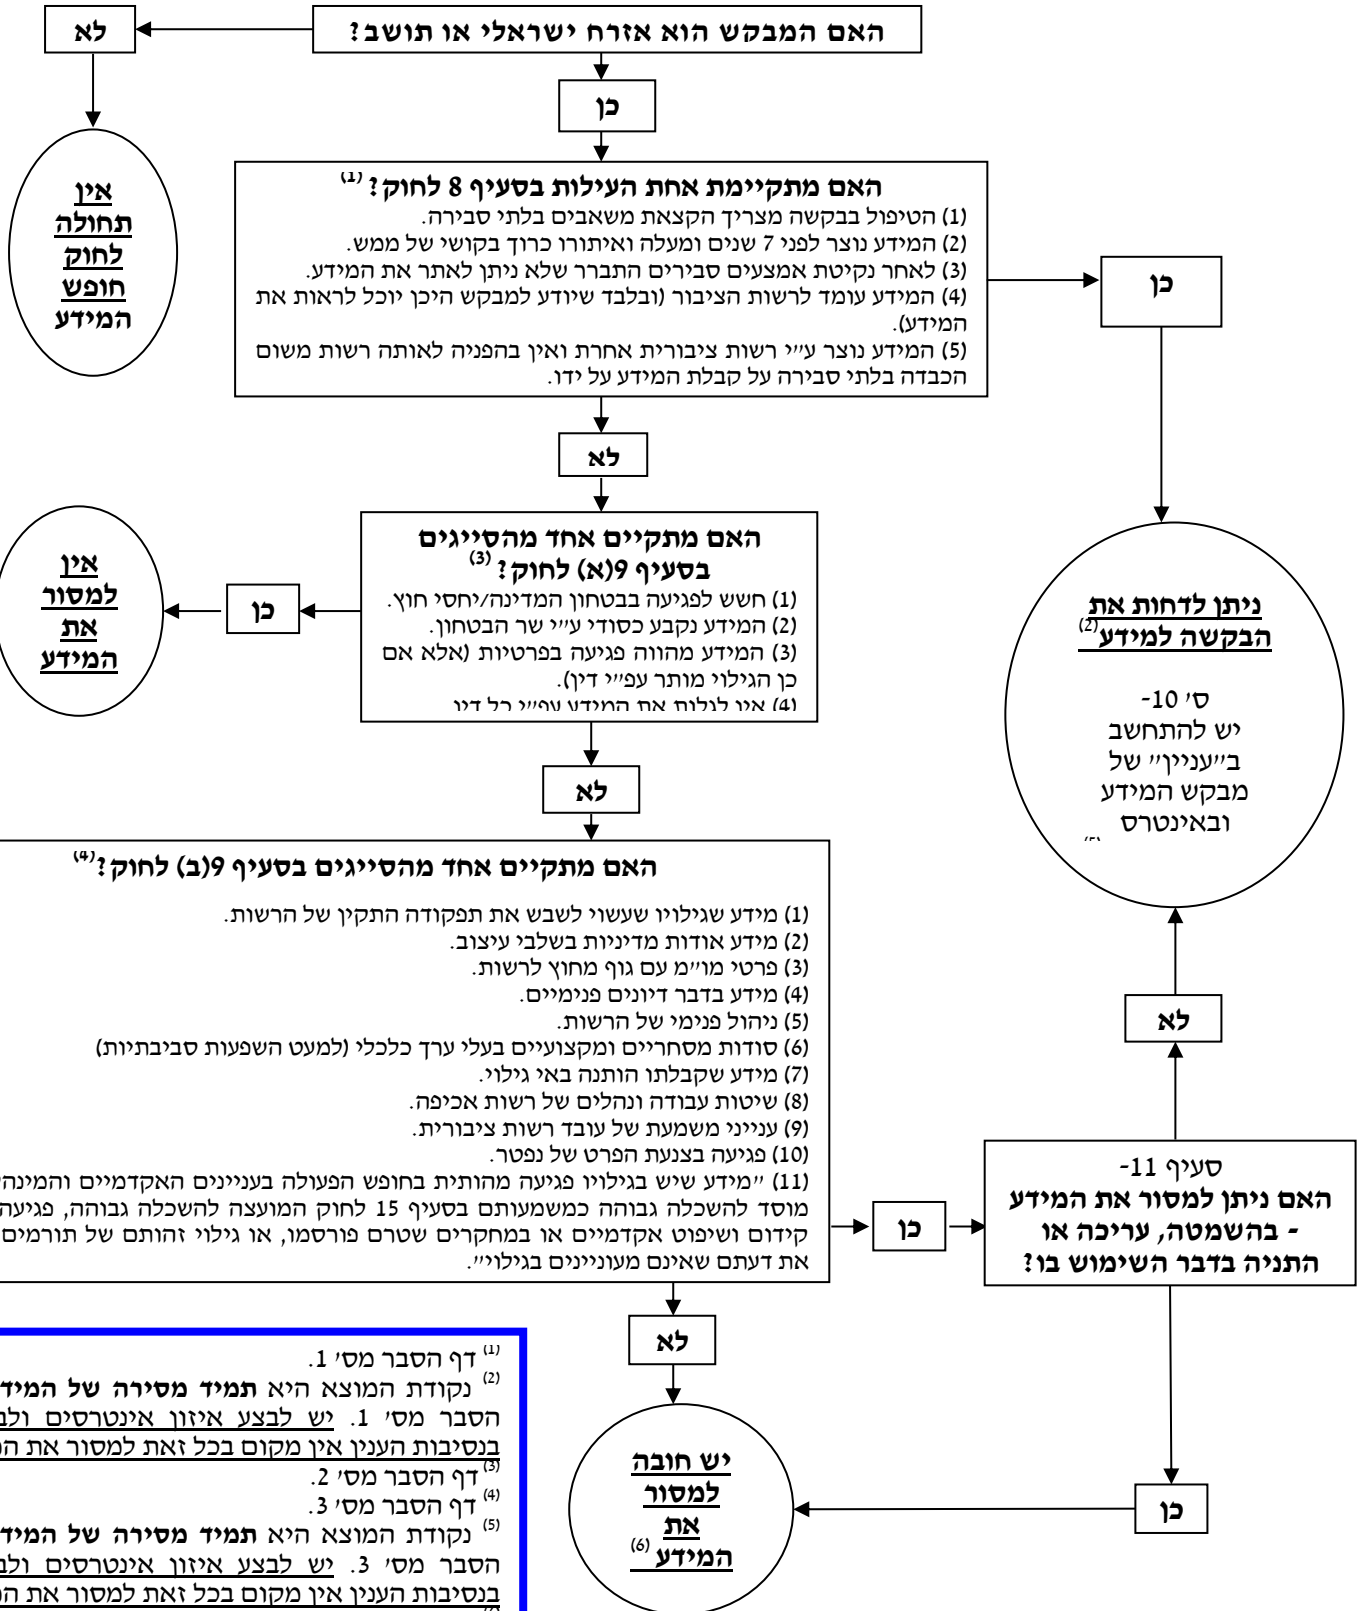 האם המבקש הוא אזרח ישראלי או תושב?
לא
כן
אין
תחולה
לחוק
חופש
המידע
האם מתקיימת אחת העילות בסעיף 8 לחוק? (1)
(1) הטיפול בבקשה מצריך הקצאת משאבים בלתי סבירה.
(2) המידע נוצר לפני 7 שנים ומעלה ואיתורו כרוך בקושי של ממש.
(3) לאחר נקיטת אמצעים סבירים התברר שלא ניתן לאתר את המידע.
(4) המידע עומד לרשות הציבור (ובלבד שיודע למבקש היכן יוכל לראות את
המידע).
(5) המידע נוצר ע״י רשות ציבורית אחרת ואין בהפניה לאותה רשות משום
הכבדה בלתי סבירה על קבלת המידע על ידו.
כן
לא
האם מתקיים אחד מהסייגים
בסעיף 9(א) לחוק? (3)
(1) חשש לפגיעה בבטחון המדינה/יחסי חוץ.
(2) המידע נקבע כסודי ע״י שר הבטחון.
(3) המידע מהווה פגיעה בפרטיות (אלא אם
כן הגילוי מותר עפ״י דין).
(4) אין לגלות את המידע עפ״י כל דין
כן
אין
למסור
את
המידע
ניתן לדחות את
הבקשה למידע (2)
ס׳ 10-
יש להתחשב
ב״עניין״ של
מבקש המידע
ובאינטרס
(5)
לא
האם מתקיים אחד מהסייגים בסעיף 9(ב) לחוק? (4)
(1) מידע שגילויו שעשוי לשבש את תפקודה התקין של הרשות.
(2) מידע אודות מדיניות בשלבי עיצוב.
(3) פרטי מו״מ עם גוף מחוץ לרשות.
(4) מידע בדבר דיונים פנימיים.
(5) ניהול פנימי של הרשות.
(6) סודות מסחריים ומקצועיים בעלי ערך כלכלי (למעט השפעות סביבתיות)
(7) מידע שקבלתו הותנה באי גילוי.
(8) שיטות עבודה ונהלים של רשות אכיפה.
(9) ענייני משמעת של עובד רשות ציבורית.
(10) פגיעה בצנעת הפרט של נפטר.
(11) ״מידע שיש בגילויו פגיעה מהותית בחופש הפעולה בעניינים האקדמיים והמינה
מוסד להשכלה גבוהה כמשמעותם בסעיף 15 לחוק המועצה להשכלה גבוהה, פגיעה
קידום ושיפוט אקדמיים או במחקרים שטרם פורסמו, או גילוי זהותם של תורמים
את דעתם שאינם מעוניינים בגילוי״.
כן
לא
סעיף 11-
האם ניתן למסור את המידע
- בהשמטה, עריכה או
התניה בדבר השימוש בו?
לא
כן
יש חובה
למסור
את
המידע (6)
(1) דף הסבר מס׳ 1.
(2) נקודת המוצא היא תמיד מסירה של המיד
הסבר מס׳ 1. יש לבצע איזון אינטרסים ולב
בנסיבות הענין אין מקום בכל זאת למסור את המ
(3) דף הסבר מס׳ 2.
(4) דף הסבר מס׳ 3.
(5) נקודת המוצא היא תמיד מסירה של המיד
הסבר מס׳ 3. יש לבצע איזון אינטרסים ולב
בנסיבות הענין אין מקום בכל זאת למסור את המ